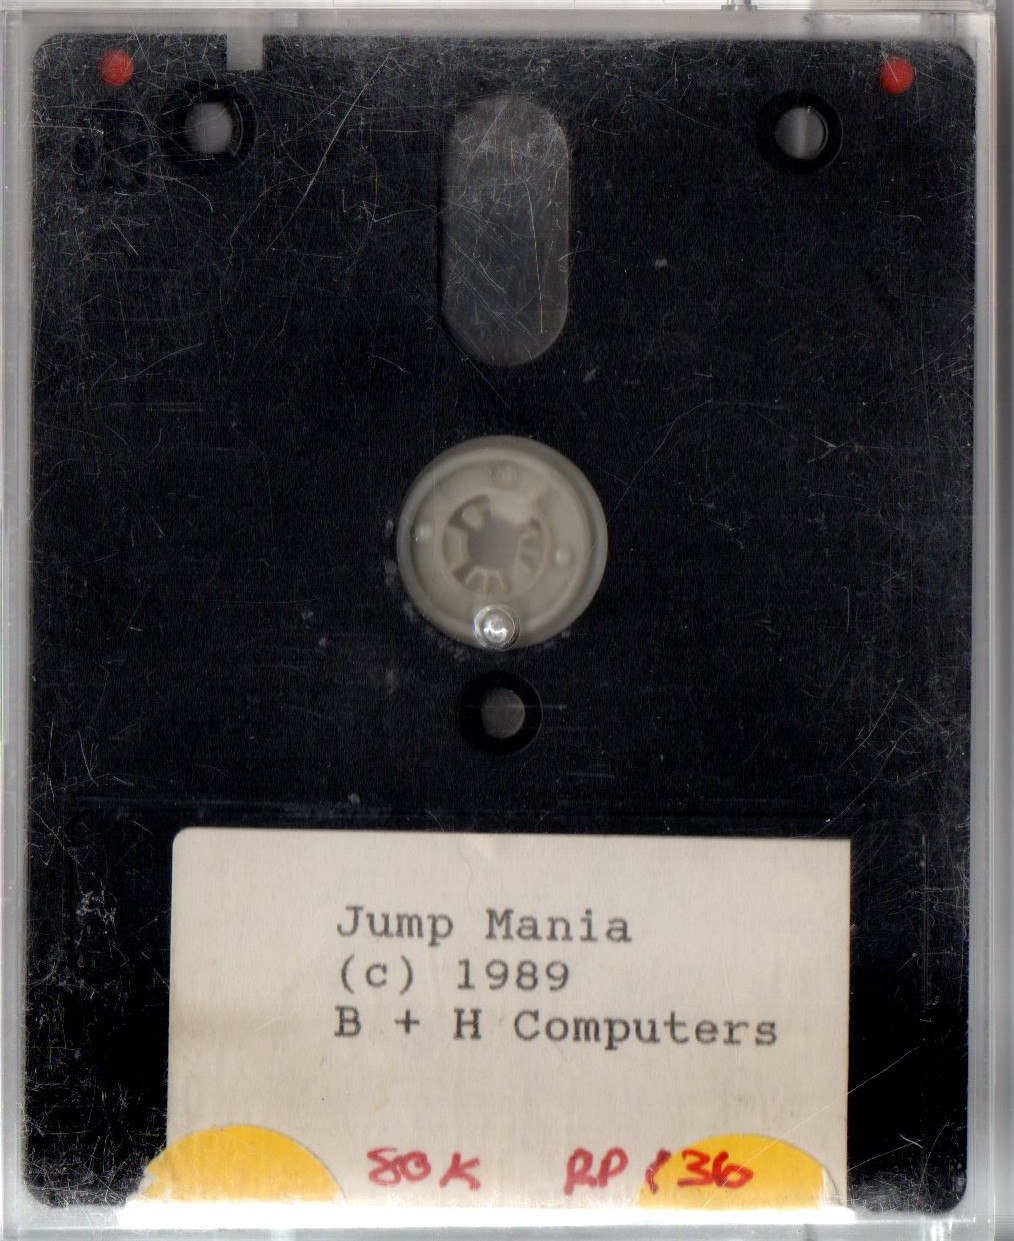 Jump Mania
(c) 1989
B + H Computers
80K RP 136